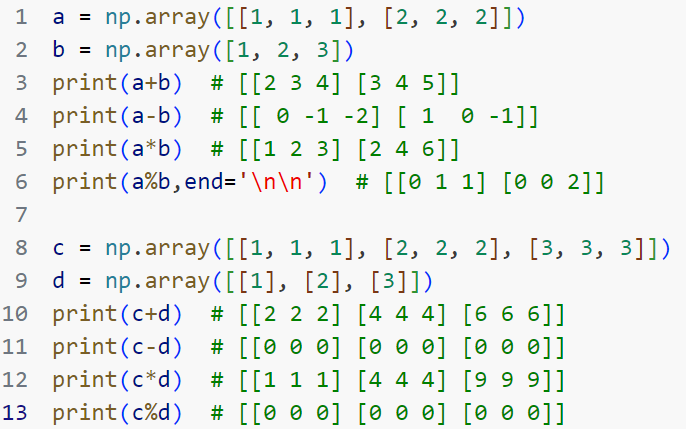 1 a = np.array([[1, 1, 1], [2, 2, 2]])
2 b = np.array([1, 2, 3])
3 print(a+b)  # [[2 3 4] [3 4 5]]
4 print(a-b)  # [[ 0 -1 -2] [ 1  0 -1]]
5 print(a*b)  # [[1 2 3] [2 4 6]]
6 print(a%b,end='\n\n')  # [[0 1 1] [0 0 2]]
7
8 c = np.array([[1, 1, 1], [2, 2, 2], [3, 3, 3]])
9 d = np.array([[1], [2], [3]])
10 print(c+d)  # [[2 2 2] [4 4 4] [6 6 6]]
11 print(c-d)  # [[0 0 0] [0 0 0] [0 0 0]]
12 print(c*d)  # [[1 1 1] [4 4 4] [9 9 9]]
13 print(c%d)  # [[0 0 0] [0 0 0] [0 0 0]]